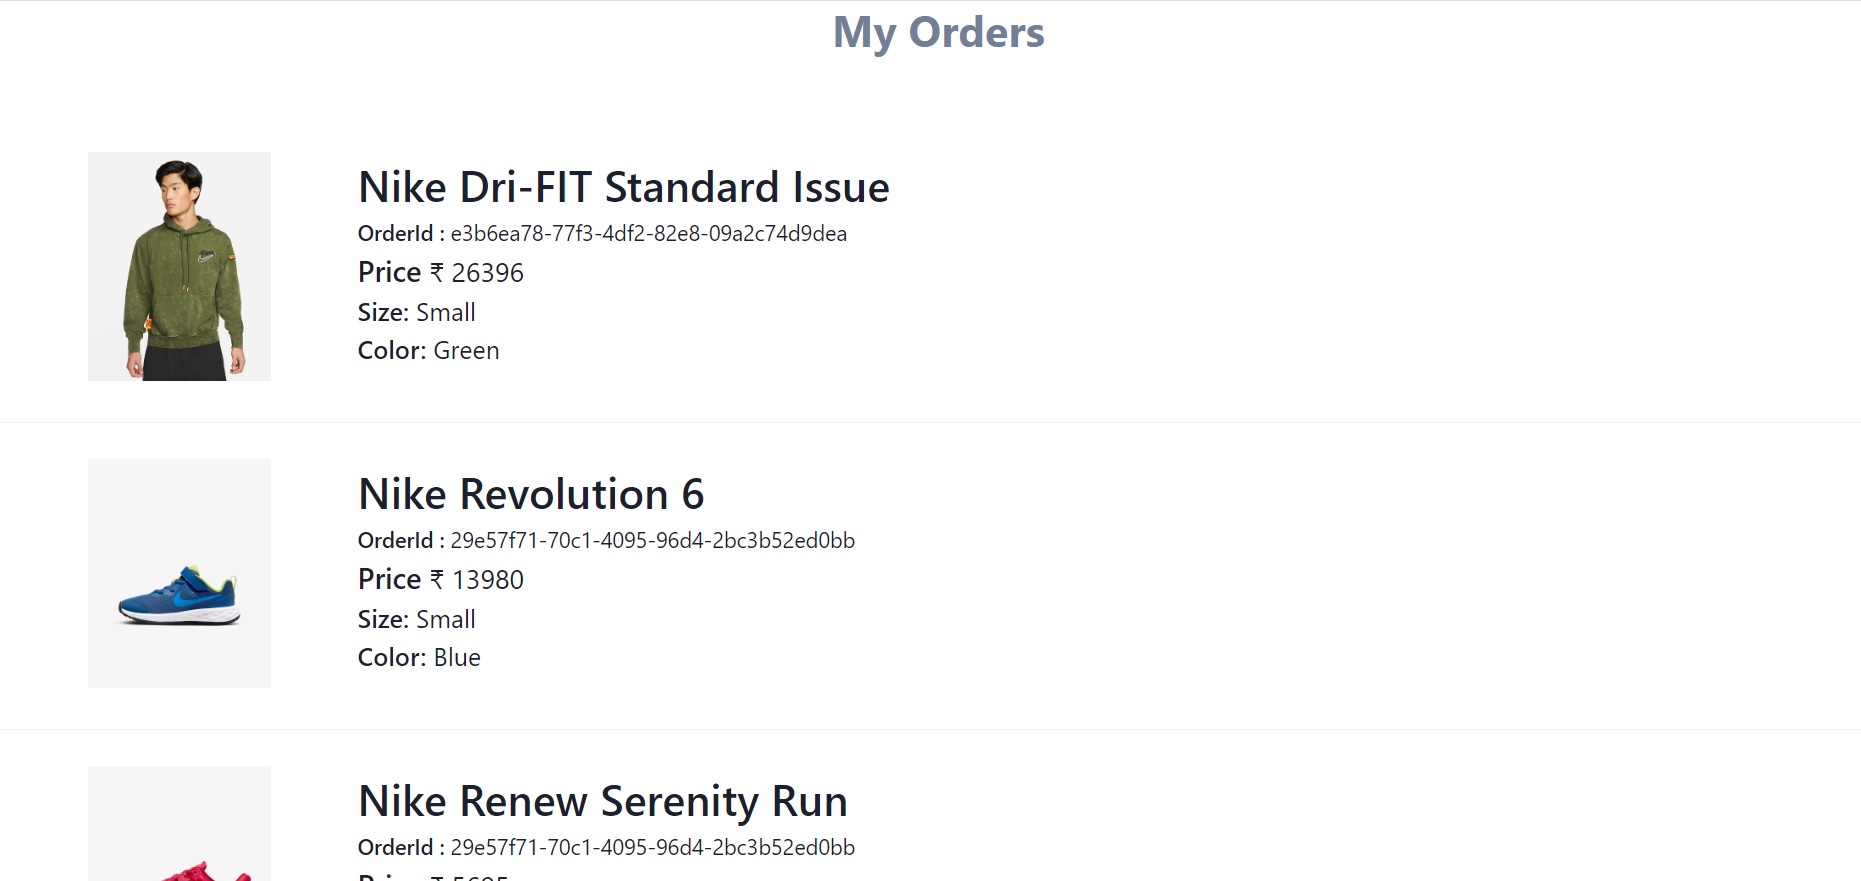 My Orders
Nike Dri-FIT Standard Issue
OrderId : e3b6ea78-77f3-4df2-82e8-09a2c74d9dea
Price ₹ 26396
Size: Small
Color: Green
Nike Revolution 6
OrderId : 29e57f71-70c1-4095-96d4-2bc3b52ed0bb
Price ₹ 13980
Size: Small
Color: Blue
Nike Renew Serenity Run
OrderId : 29e57f71-70c1-4095-96d4-2bc3b52ed0bb
Price ₹